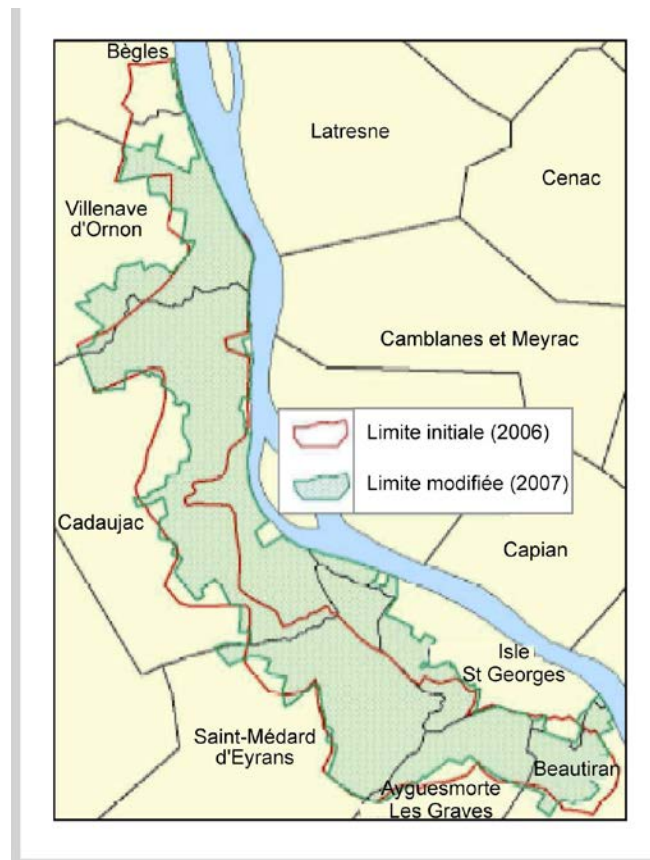 Bègles
Latresne
Cenac
Villenave
d'Ornon
Camblanes et Meyrac
Limite initiale (2006)
Limite modifiée (2007)
Cadaujac
Capian
Isle
St Georges
Saint-Médard
d'Eyrans
Beautiran
Ayguesmorte
Les Graves